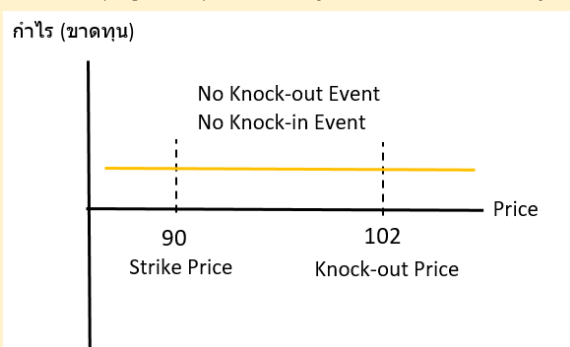 กำไร (ขาดทุน)
No Knock-out Event
No Knock-in Event
Price
90
102
Strike Price
Knock-out Price